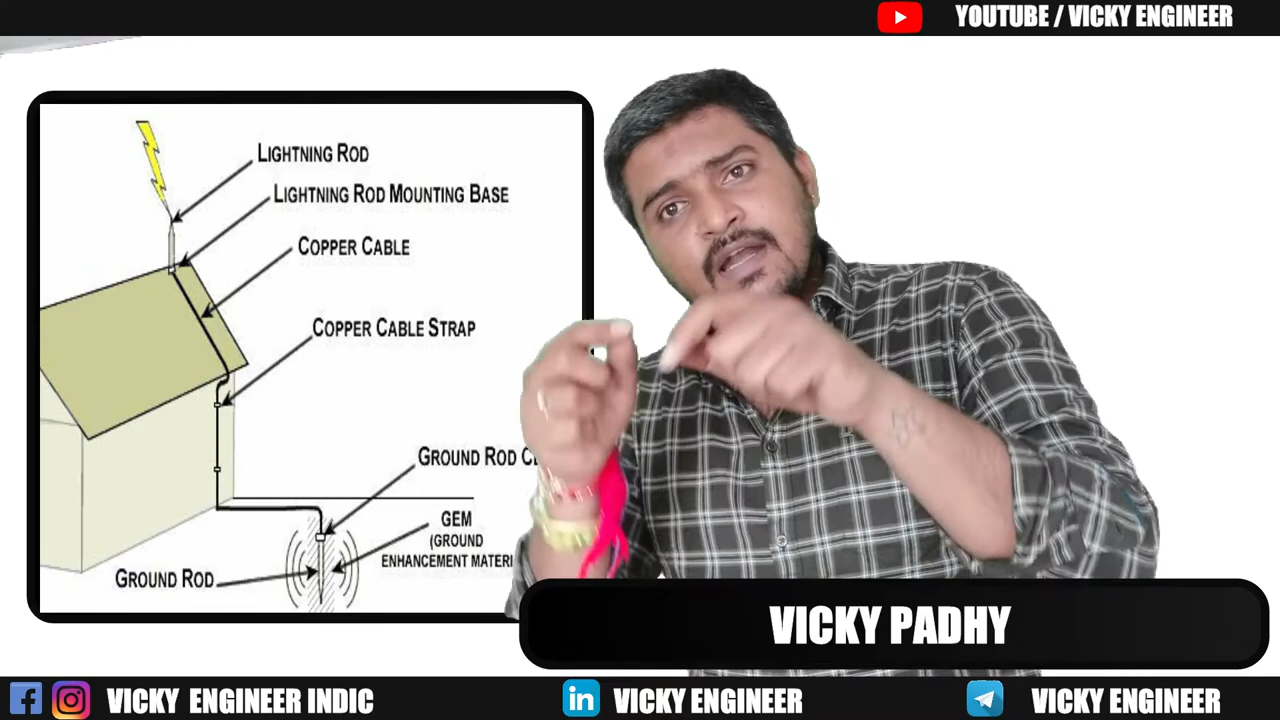 YOUTUBE / VICKY ENGINEER
LIGHTNING ROD
LIGHTNING ROD MOUNTING BASE
COPPER CABLE
COPPER CABLE STRAP
GROUND ROD
GEM
(GROUND
ENHANCEMENT
GROUND ROD
VICKY PADHY
VICKY ENGINEER INDIC
in
VICKY ENGINEER
VICKY ENGINEER